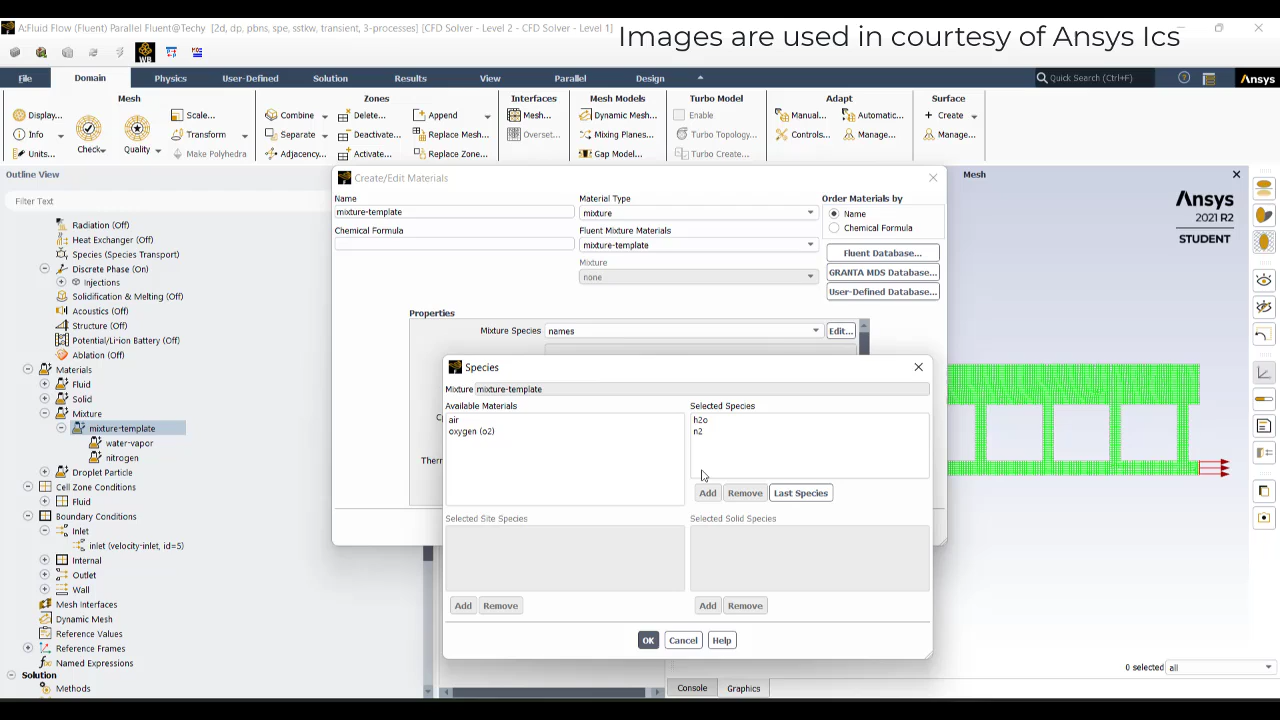 A:Fluid Flow (Fluent) Parallel Fluent@Techy [2d, dp, pbns, spe, sstkw, transient, 3-processes] [CFD Solver - Level 2 - CFD Solver - Level 1]
Images are used in courtesy of Ansys Ics
File Domain Physics User-Defined Solution Results View Parallel Design
Quick Search (Ctrl+F)
Ansys
Mesh
Display...
Info
Units...
Check
Quality
Scale...
Transform
Make Polyhedra
Zones
Combine
Separate
Adjacency...
Delete...
Deactivate...
Activate...
Append
Replace Mesh...
Replace Zone...
Interfaces
Mesh...
Overset...
Mesh Models
Dynamic Mesh...
Mixing Planes...
Gap Model...
Turbo Model
Enable
Turbo Topology...
Turbo Create...
Adapt
Manual...
Controls...
Automatic...
Manage...
Surface
+ Create
Manage...
Outline View
Filter Text
Radiation (Off)
Heat Exchanger (Off)
Species (Species Transport)
Discrete Phase (On)
Injections
Solidification & Melting (Off)
Acoustics (Off)
Structure (Off)
Potential/Li-ion Battery (Off)
Ablation (Off)
Materials
Fluid
Solid
Mixture
mixture-template
water-vapor
nitrogen
Droplet Particle
Cell Zone Conditions
Fluid
Boundary Conditions
Inlet
inlet (velocity-inlet, id=5)
Internal
Outlet
Wall
Mesh Interfaces
Dynamic Mesh
Reference Values
Reference Frames
Named Expressions
Solution
Methods
Create/Edit Materials
Name
mixture-template
Chemical Formula
Material Type
mixture
Fluent Mixture Materials
mixture-template
Mixture
none
Order Materials by
Name
Chemical Formula
Fluent Database...
GRANTA MDS Database...
User-Defined Database...
Properties
Mixture Species names Edit...
Species
Mixture mixture-template
Available Materials
air
oxygen (o2)
Selected Species
h2o
n2
Add Remove Last Species
Selected Site Species
Selected Solid Species
Add Remove
Add Remove
OK Cancel Help
Mesh
Ansys
2021 R2
STUDENT
0 selected all
Console Graphics